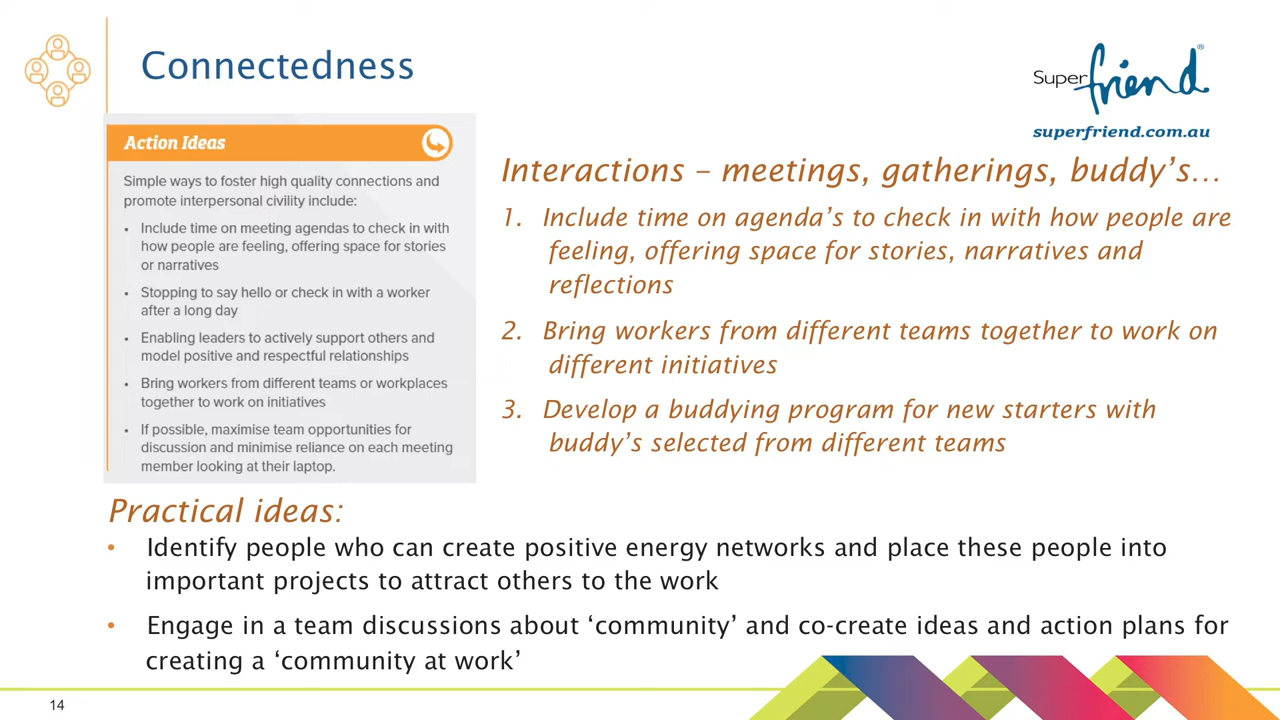 Connectedness
Super friend®
superfriend.com.au
Action Ideas
Simple ways to foster high quality connections and
promote interpersonal civility include:
• Include time on meeting agendas to check in with
how people are feeling, offering space for stories
or narratives
• Stopping to say hello or check in with a worker
after a long day
• Enabling leaders to actively support others and
model positive and respectful relationships
• Bring workers from different teams or workplaces
together to work on initiatives
• If possible, maximise team opportunities for
discussion and minimise reliance on each meeting
member looking at their laptop.
Interactions – meetings, gatherings, buddy’s…
1. Include time on agenda’s to check in with how people are
feeling, offering space for stories, narratives and
reflections
2. Bring workers from different teams together to work on
different initiatives
3. Develop a buddying program for new starters with
buddy’s selected from different teams
Practical ideas:
• Identify people who can create positive energy networks and place these people into
important projects to attract others to the work
• Engage in a team discussions about ‘community’ and co-create ideas and action plans for
creating a ‘community at work’
14